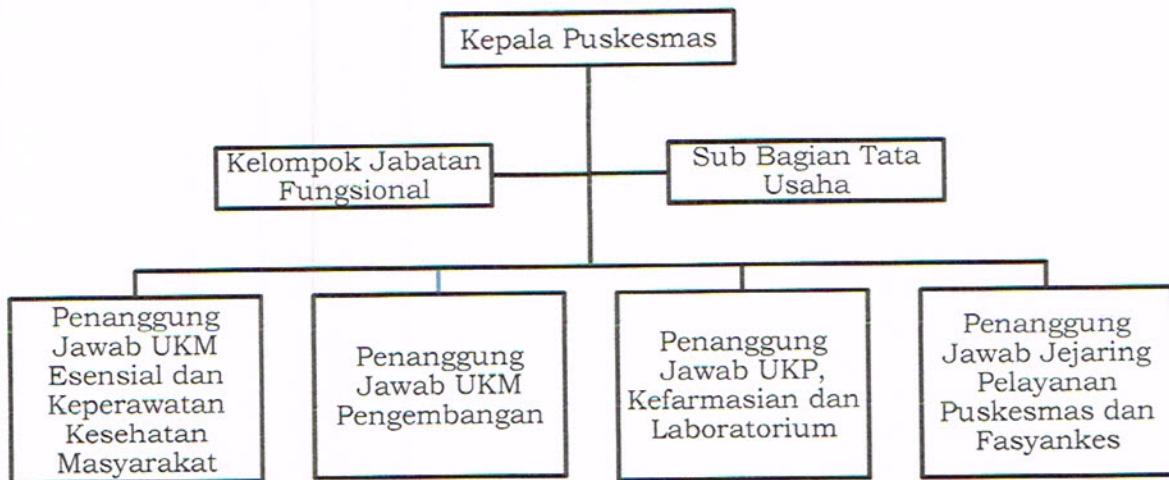 Kepala Puskesmas
Kelompok Jabatan
Fungsional
Sub Bagian Tata
Usaha
Penanggung
Jawab UKM
Esensial dan
Keperawatan
Kesehatan
Masyarakat
Penanggung
Jawab UKM
Pengembangan
Penanggung
Jawab UKP,
Kefarmasian dan
Laboratorium
Penanggung
Jawab Jejaring
Pelayanan
Puskesmas dan
Fasyankes